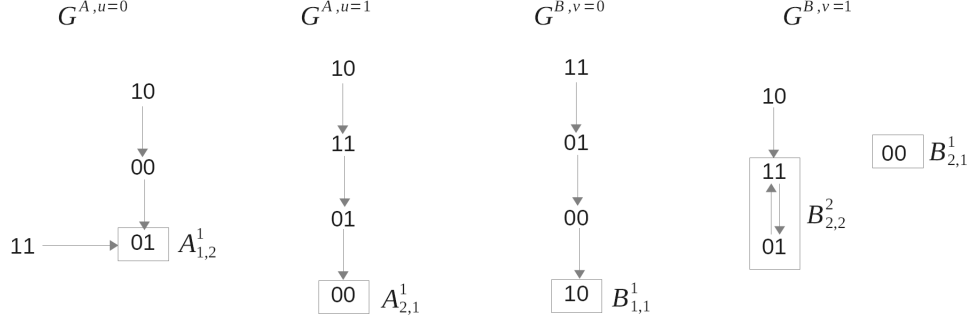 G^{A,u=0} G^{A,u=1} G^{B,v=0} G^{B,v=1}
10 10 11 10
00 11 01 11 00 B^1_{2,1}
01 00 B^2_{2,2}
11 01 A^1_{1,2} 01
00 A^1_{2,1} 10 B^1_{1,1}